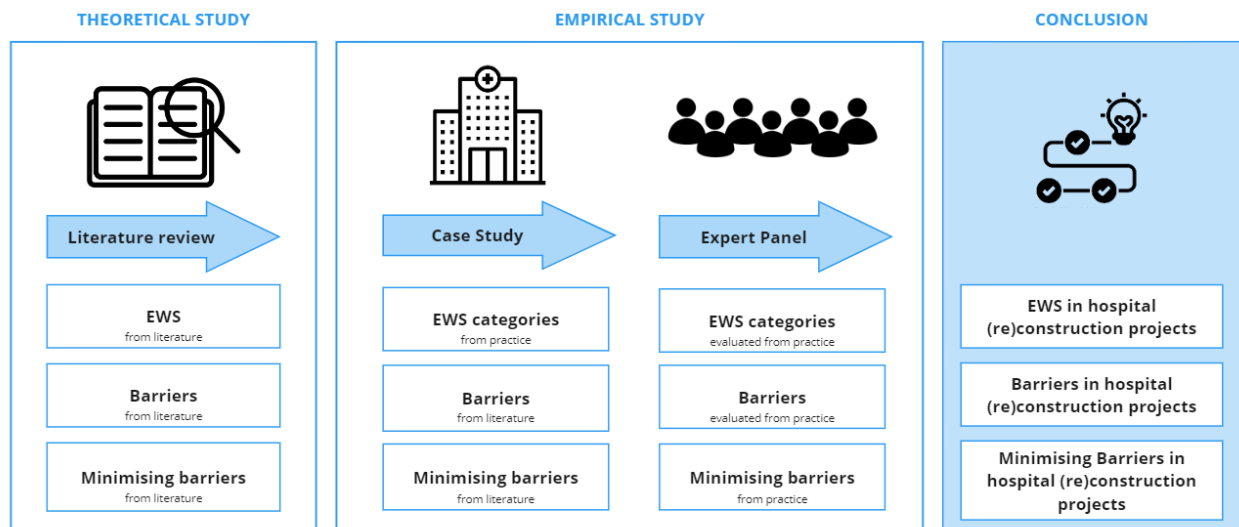 THEORETICAL STUDY
EMPIRICAL STUDY
CONCLUSION
Literature review
Case Study
Expert Panel
EWS
from literature
Barriers
from literature
Minimising barriers
from literature
EWS categories
from practice
Barriers
from literature
Minimising barriers
from literature
EWS categories
evaluated from practice
Barriers
evaluated from practice
Minimising barriers
from practice
EWS in hospital
(re)construction projects
Barriers in hospital
(re)construction projects
Minimising Barriers in
hospital (re)construction
projects